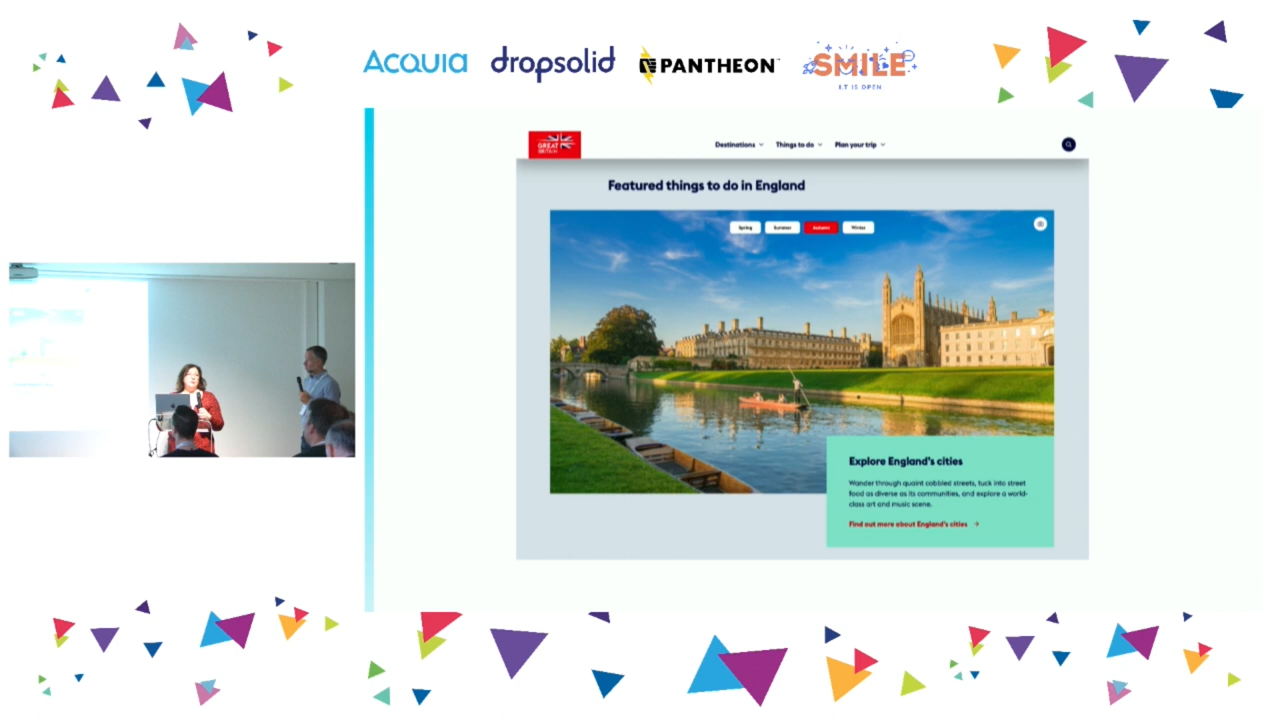 ACQUIA
dropsolid
PANTHEON
SMILE
I.T IS OPEN
GREAT
BRITAIN
Destinations
Things to do
Plan your trip
Featured things to do in England
Spring
Summer
Autumn
Winter
Explore England's cities
Wander through quaint cobbled streets, tuck into street
food as diverse as its communities, and explore a world-
class art and music scene.
Find out more about England's cities →